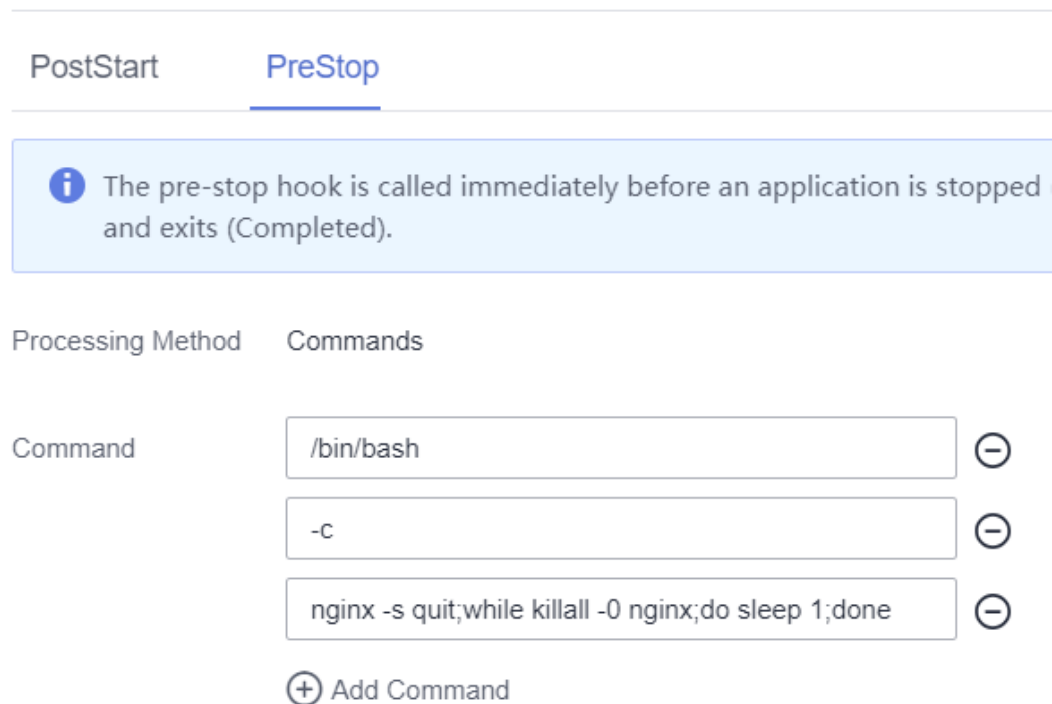 PostStart PreStop
The pre-stop hook is called immediately before an application is stopped
and exits (Completed).
Processing Method Commands
Command /bin/bash
-c
nginx -s quit;while killall -0 nginx;do sleep 1;done
Add Command